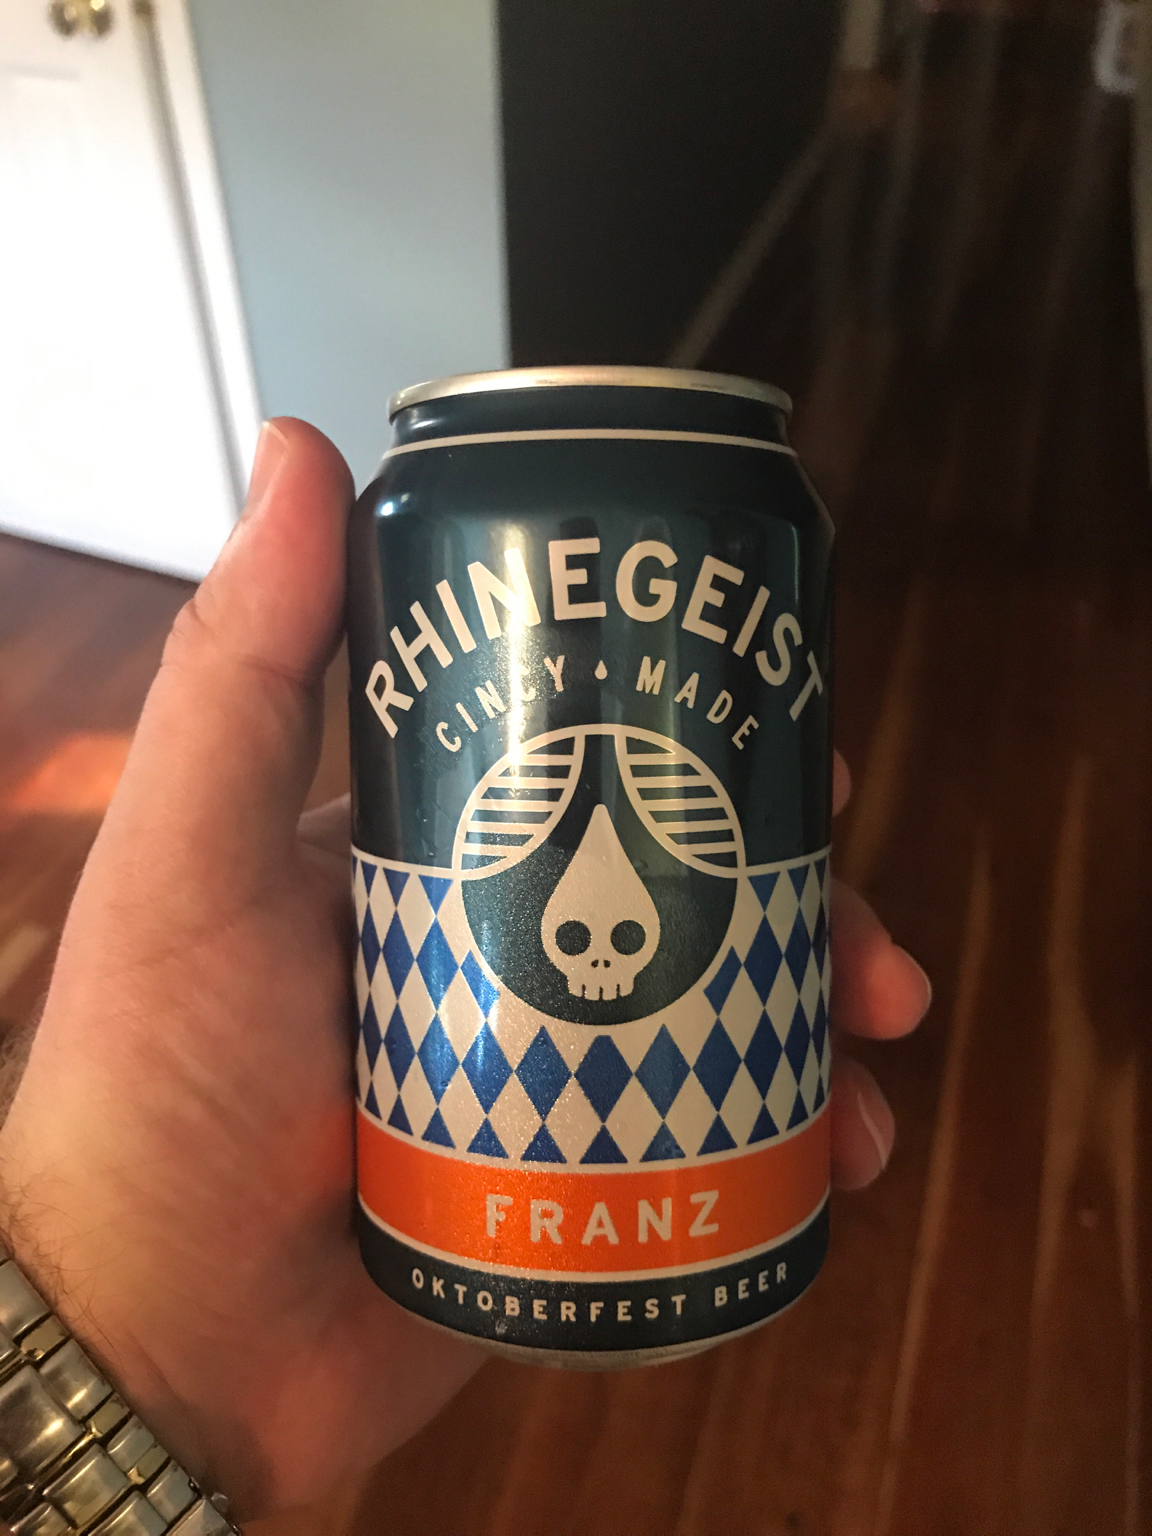 RHINEGEIST
CINCY • MADE
FRANZ
OKTOBERFEST BEER